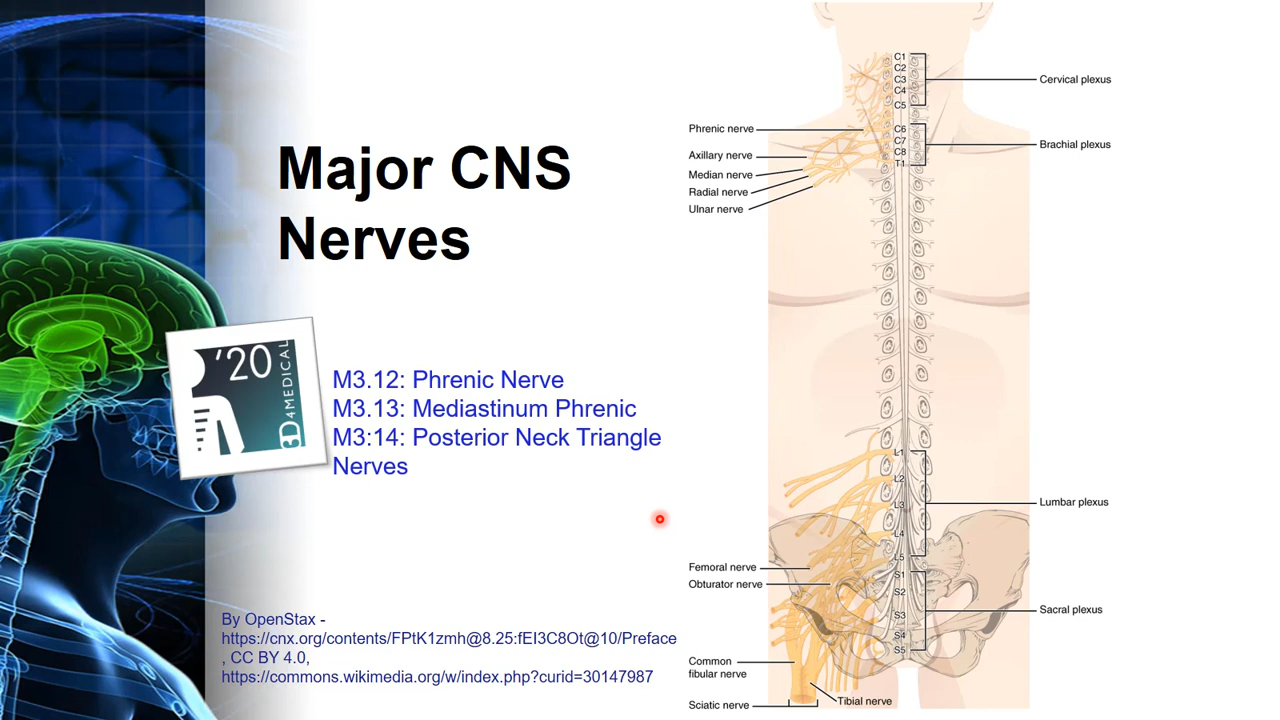 Major CNS
Nerves
'20
3D4MEDICAL
M3.12: Phrenic Nerve
M3.13: Mediastinum Phrenic
M3:14: Posterior Neck Triangle
Nerves
By OpenStax -
https://cnx.org/contents/FPtK1zmh@8.25:fEI3C8Ot@10/Preface
, CC BY 4.0,
https://commons.wikimedia.org/w/index.php?curid=30147987
C1
C2
C3
C4
C5
Cervical plexus
Phrenic nerve
C6
C7
C8
T1
Brachial plexus
Axillary nerve
Median nerve
Radial nerve
Ulnar nerve
L1
L2
L3
L4
L5
Lumbar plexus
Femoral nerve
Obturator nerve
S1
S2
S3
S4
S5
Sacral plexus
Common
fibular nerve
Sciatic nerve
Tibial nerve